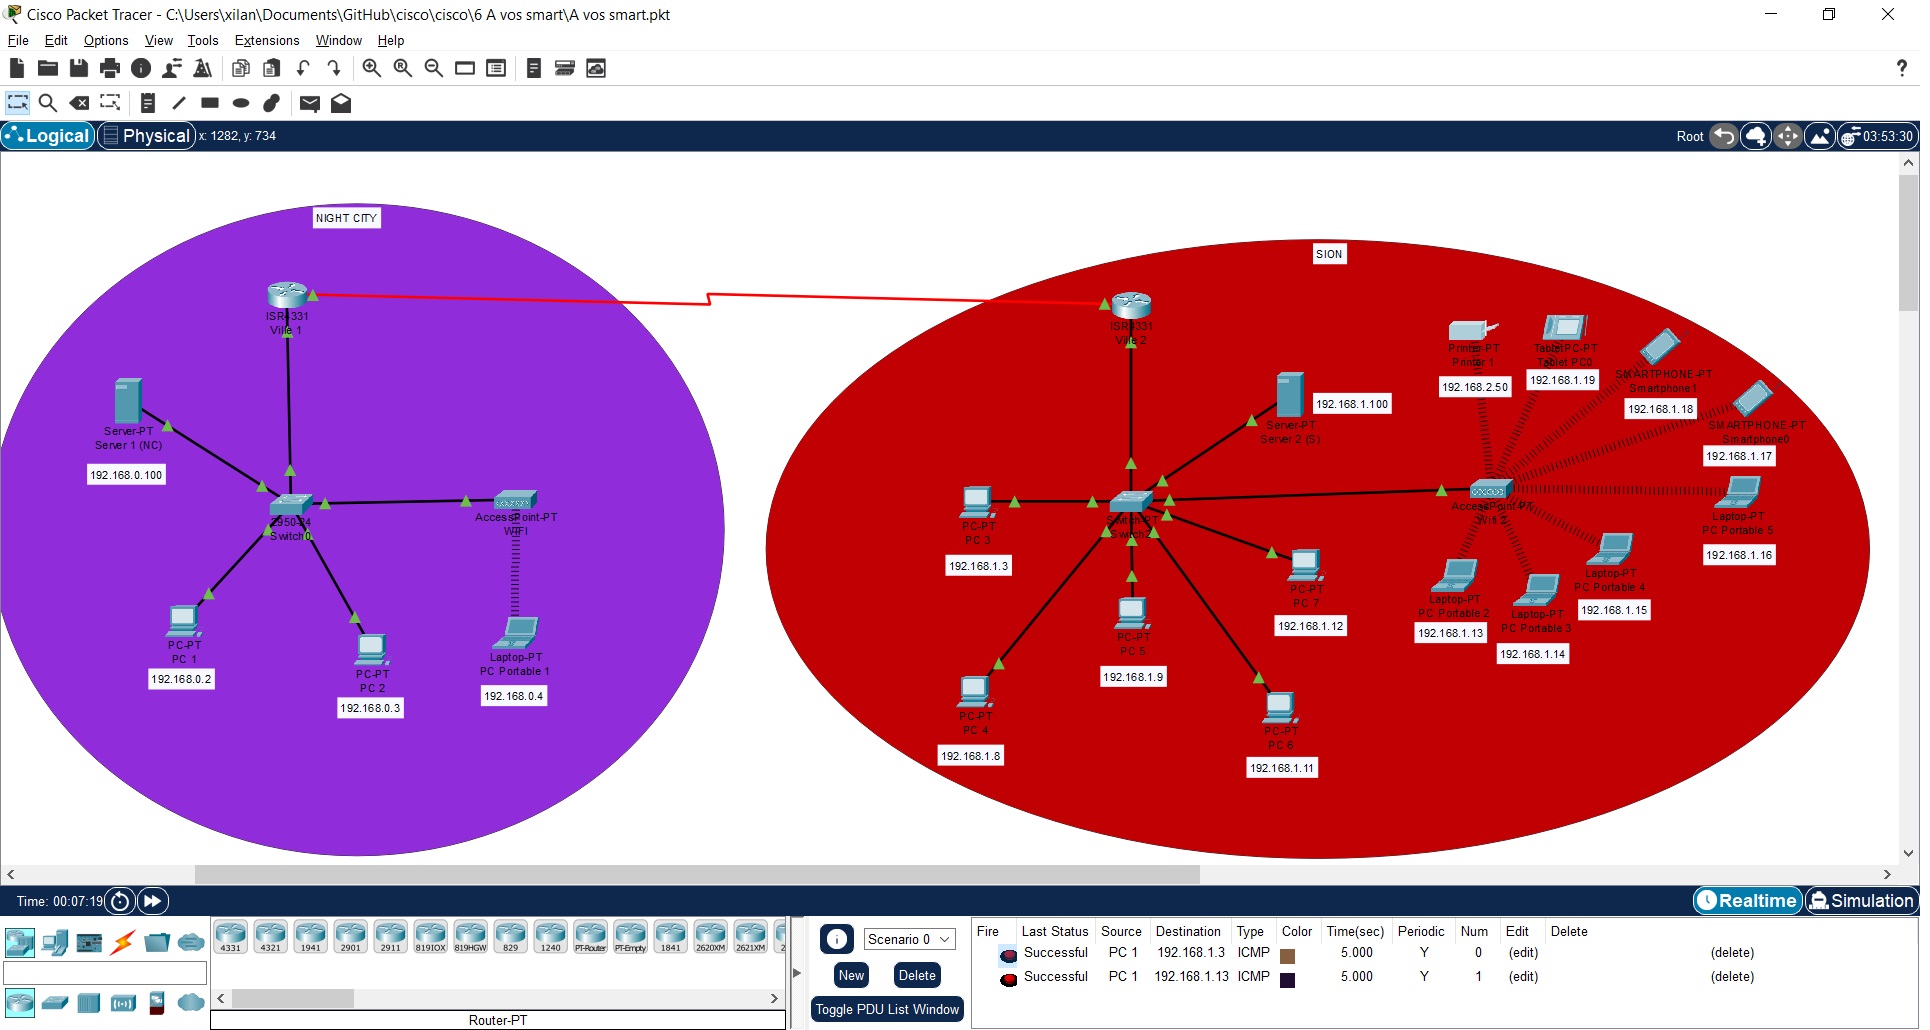 Cisco Packet Tracer - C:\Users\xilan\Documents\GitHub\cisco\cisco\6 A vos smart\A vos smart.pkt
File Edit Options View Tools Extensions Window Help
?
Logical Physical x: 1282, y: 734 Root 03:53:30
NIGHT CITY
SION
ISR4331
Ville 1
ISR4331
Ville 2
Server-PT
Server 1 (NC)
192.168.0.100
2950-24
Switch0
AccessPoint-PT
WIFI
PC-PT
PC 1
192.168.0.2
PC-PT
PC 2
192.168.0.3
Laptop-PT
PC Portable 1
192.168.0.4
Server-PT
Server 2 (S)
192.168.1.100
Printer-PT
Printer 1
192.168.2.50
TabletPC-PT
Tablet PC0
192.168.1.19
SMARTPHONE-PT
Smartphone1
192.168.1.18
SMARTPHONE-PT
Smartphone0
192.168.1.17
PC-PT
PC 3
192.168.1.3
Switch-PT
AccessPoint-PT
Laptop-PT
PC Portable 5
192.168.1.16
PC-PT
PC 7
192.168.1.12
Laptop-PT
PC Portable 4
192.168.1.15
Laptop-PT
PC Portable 2
192.168.1.13
Laptop-PT
PC Portable 3
192.168.1.14
PC-PT
PC 5
192.168.1.9
PC-PT
PC 4
192.168.1.8
PC-PT
PC 6
192.168.1.11
Time: 00:07:19 Realtime Simulation
4331 4321 1941 2901 2911 819IOX 819HGW 829 1240 PT-Router PT-Empty 1841 2620XM 2621XM 2
Router-PT
Scenario 0
New Delete
Toggle PDU List Window
Fire Last Status Source Destination Type Color Time(sec) Periodic Num Edit Delete
Successful PC 1 192.168.1.3 ICMP 5.000 Y 0 (edit) (delete)
Successful PC 1 192.168.1.13 ICMP 5.000 Y 1 (edit) (delete)